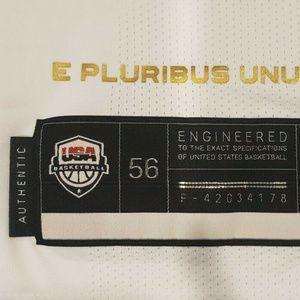 E PLURIBUS UNU
AUTHENTIC
USA
BASKETBALL
56
ENGINEERED
TO THE EXACT SPECIFICATIONS
OF UNITED STATES BASKETBALL
F-42034178